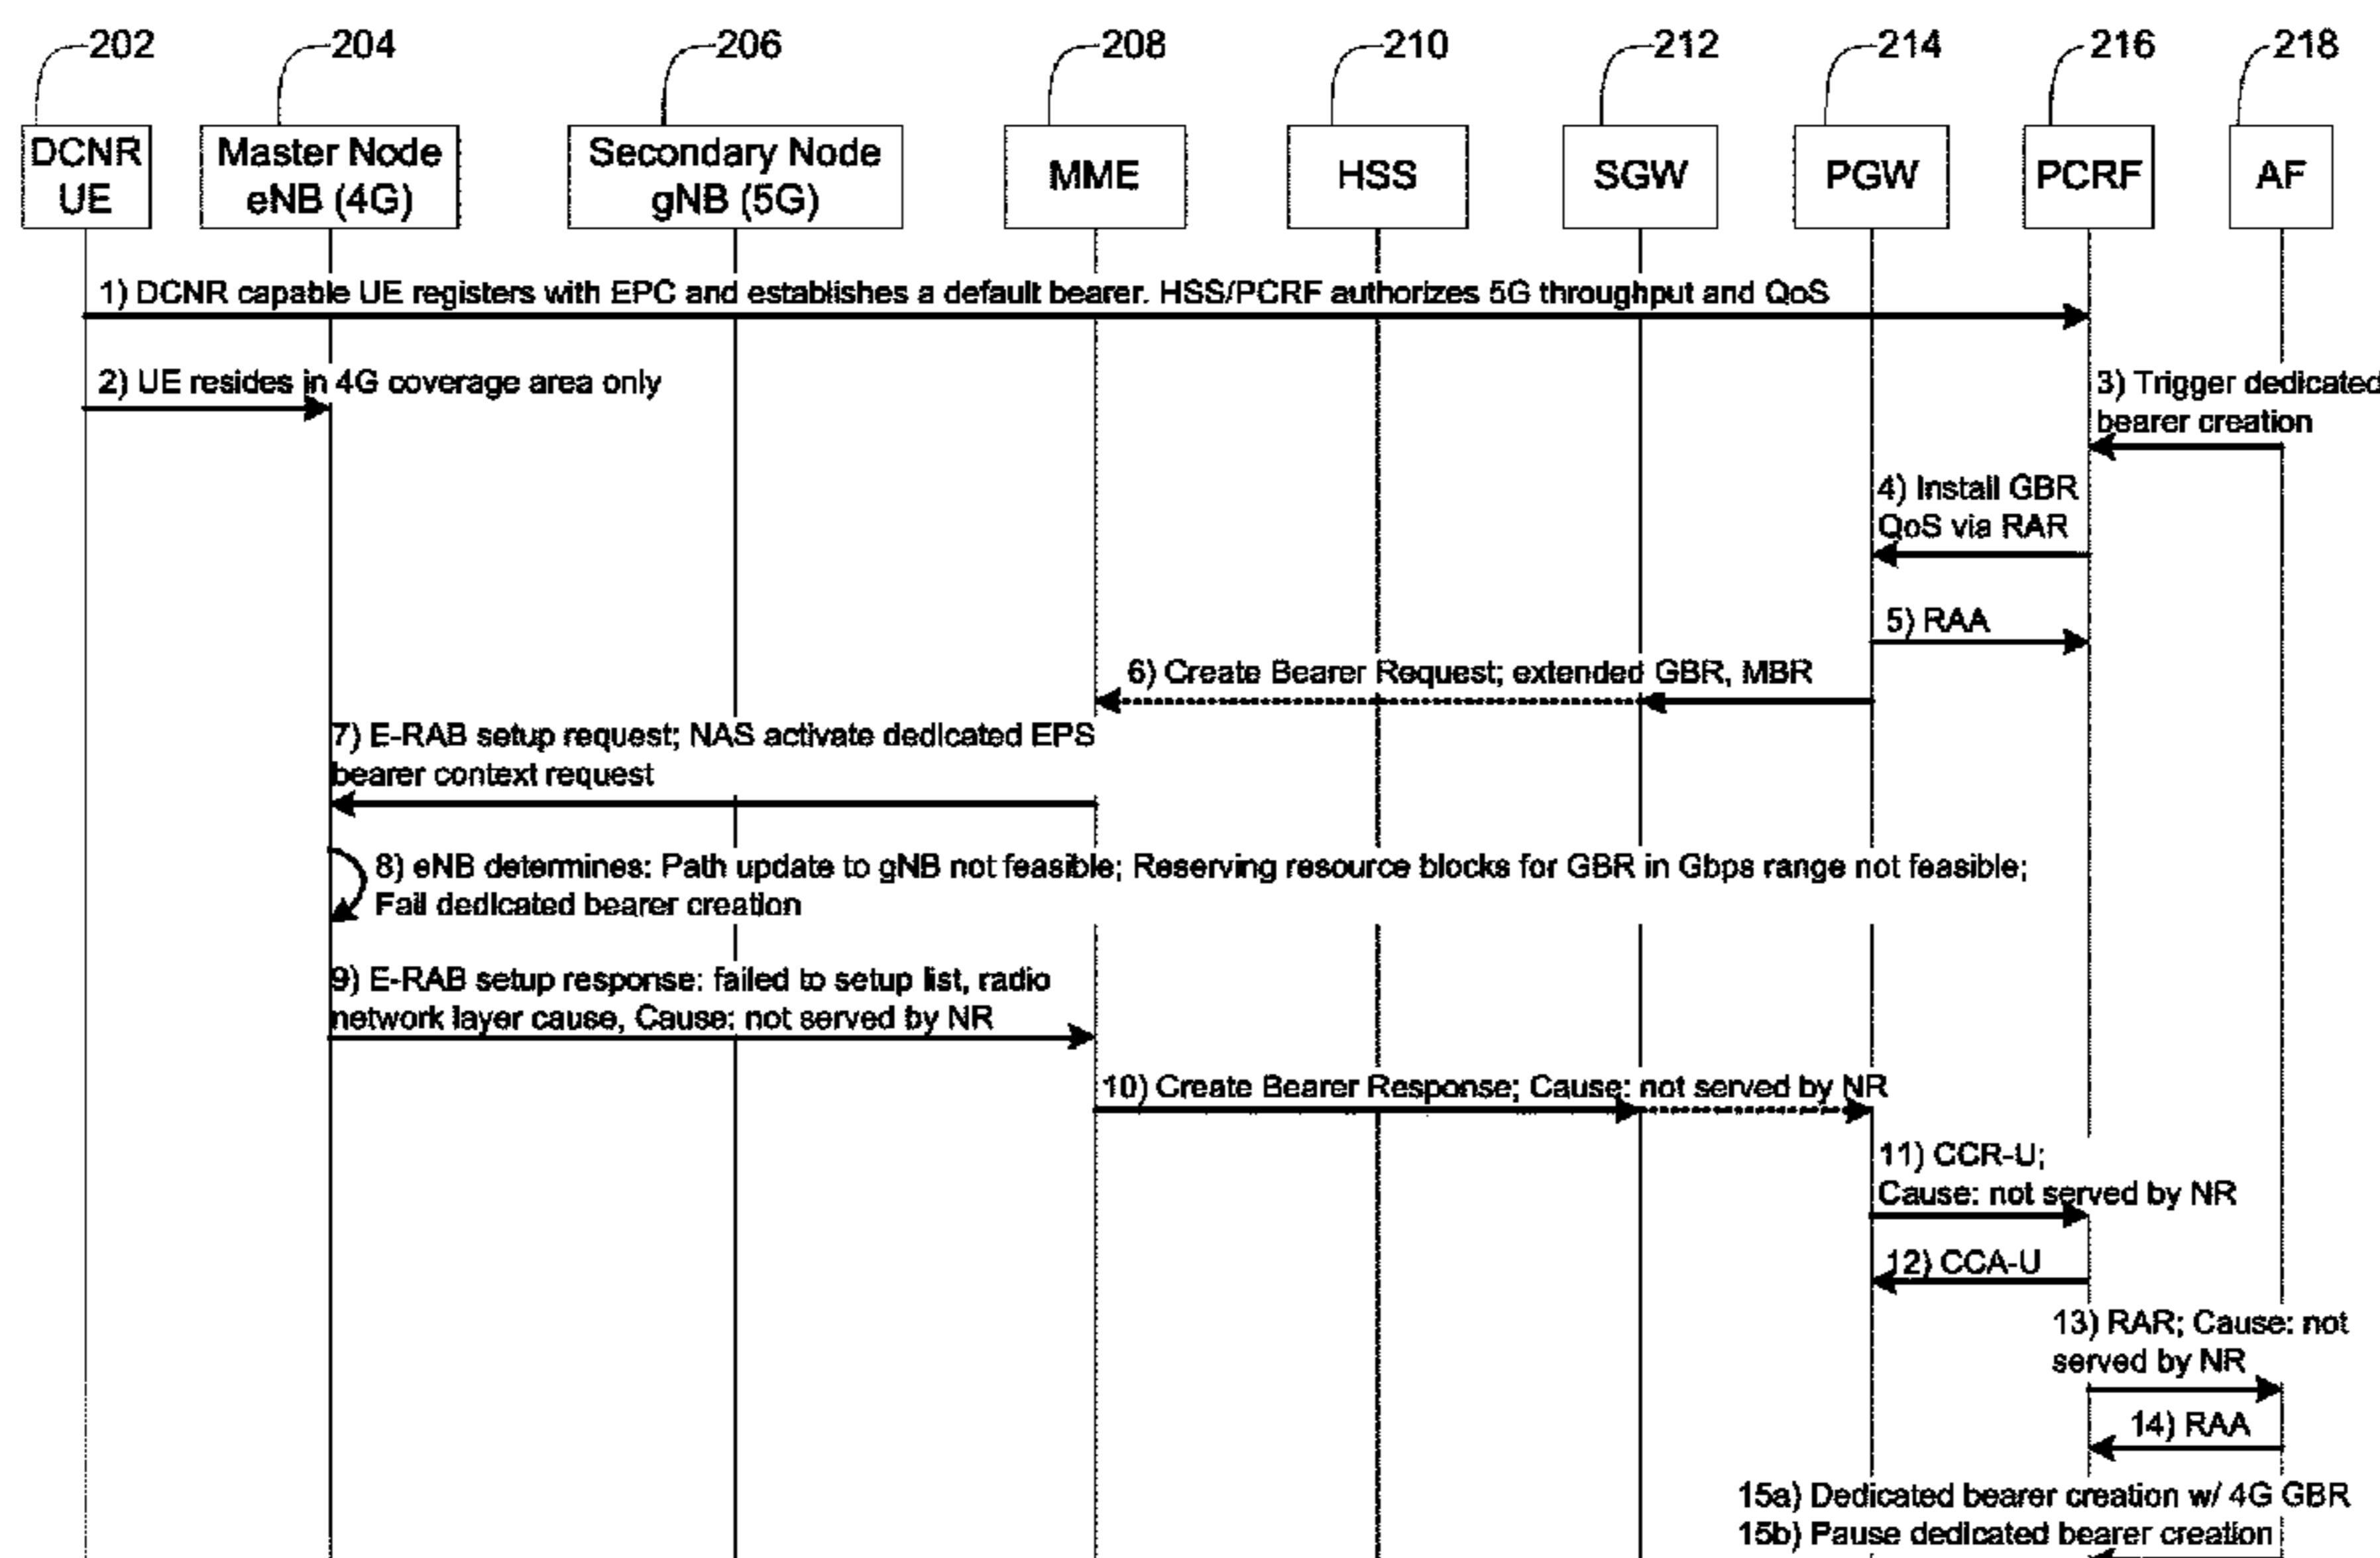 202
204
206
208
210
212
214
216
218
DCNR
UE
Master Node
eNB (4G)
Secondary Node
gNB (5G)
MME
HSS
SGW
PGW
PCRF
AF
1) DCNR capable UE registers with EPC and establishes a default bearer. HSS/PCRF authorizes 5G throughput and QoS
2) UE resides in 4G coverage area only
3) Trigger dedicated
bearer creation
4) Install GBR
QoS via RAR
5) RAA
6) Create Bearer Request; extended GBR, MBR
7) E-RAB setup request; NAS activate dedicated EPS
bearer context request
8) eNB determines: Path update to gNB not feasible; Reserving resource blocks for GBR in Gbps range not feasible;
Fail dedicated bearer creation
9) E-RAB setup response: failed to setup list, radio
network layer cause, Cause: not served by NR
10) Create Bearer Response; Cause: not served by NR
11) CCR-U;
Cause: not served by NR
12) CCA-U
13) RAR; Cause: not
served by NR
14) RAA
15a) Dedicated bearer creation w/ 4G GBR
15b) Pause dedicated bearer creation